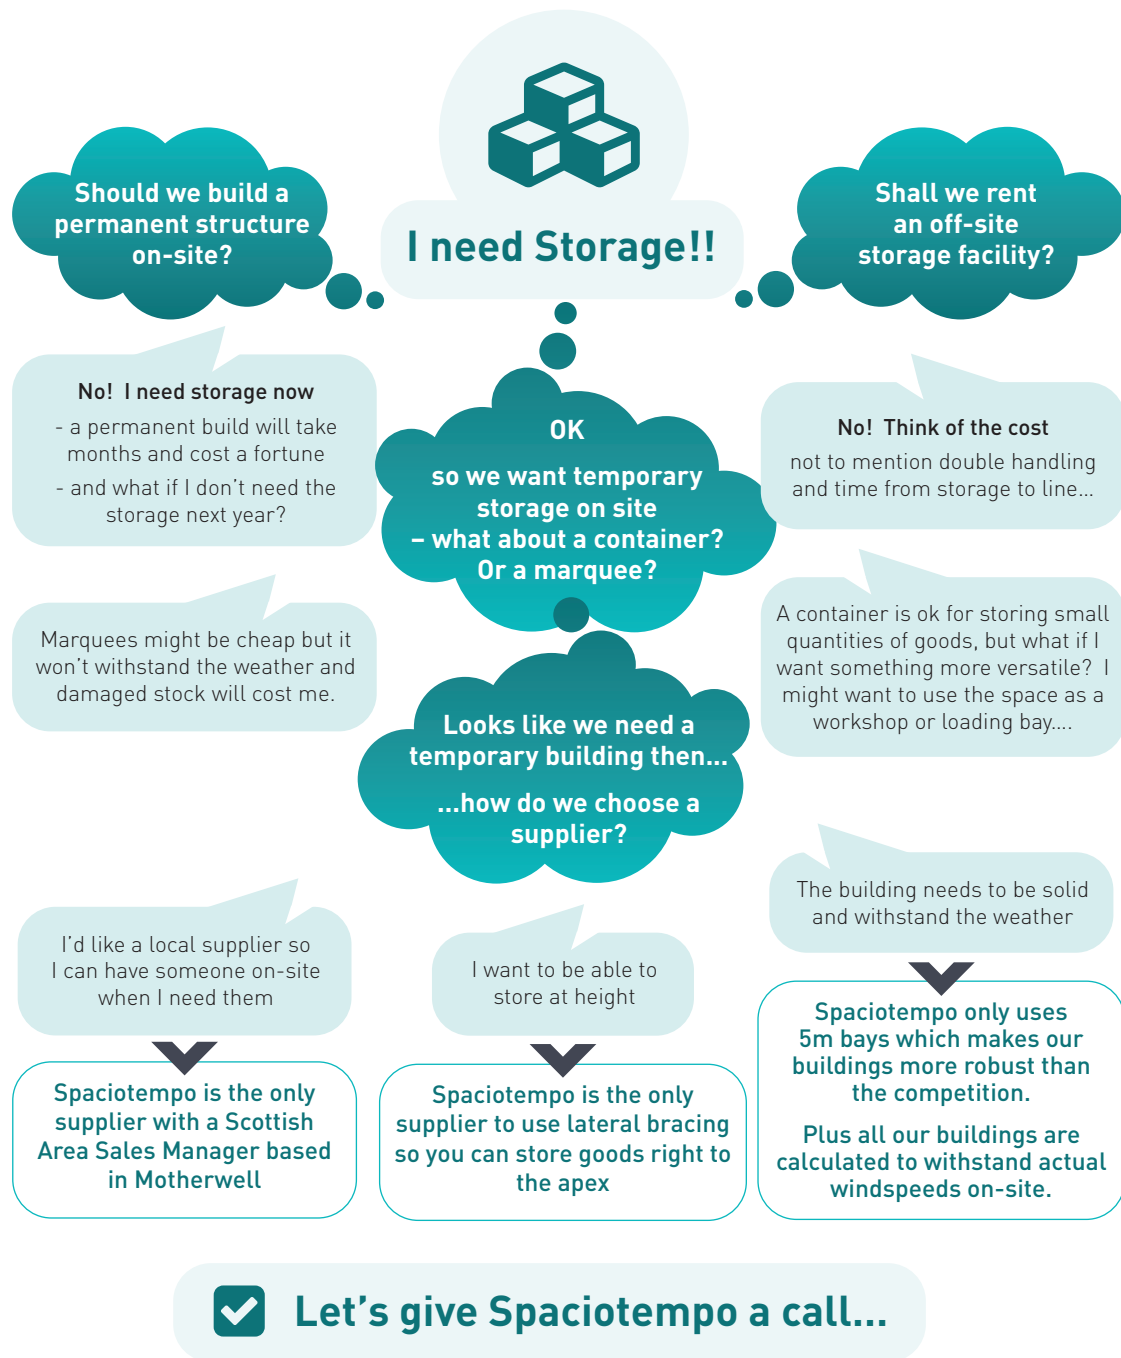 I need Storage!!
Should we build a
permanent structure
on-site?
Shall we rent
an off-site
storage facility?
No!  I need storage now
- a permanent build will take
months and cost a fortune
- and what if I don't need the
storage next year?
No!  Think of the cost
not to mention double handling
and time from storage to line...
OK
so we want temporary
storage on site
– what about a container?
Or a marquee?
Marquees might be cheap but it
won't withstand the weather and
damaged stock will cost me.
A container is ok for storing small
quantities of goods, but what if I
want something more versatile?  I
might want to use the space as a
workshop or loading bay....
Looks like we need a
temporary building then...
...how do we choose a
supplier?
I'd like a local supplier so
I can have someone on-site
when I need them
I want to be able to
store at height
The building needs to be solid
and withstand the weather
Spaciotempo is the only
supplier with a Scottish
Area Sales Manager based
in Motherwell
Spaciotempo is the only
supplier to use lateral bracing
so you can store goods right to
the apex
Spaciotempo only uses
5m bays which makes our
buildings more robust than
the competition.
Plus all our buildings are
calculated to withstand actual
windspeeds on-site.
Let's give Spaciotempo a call...